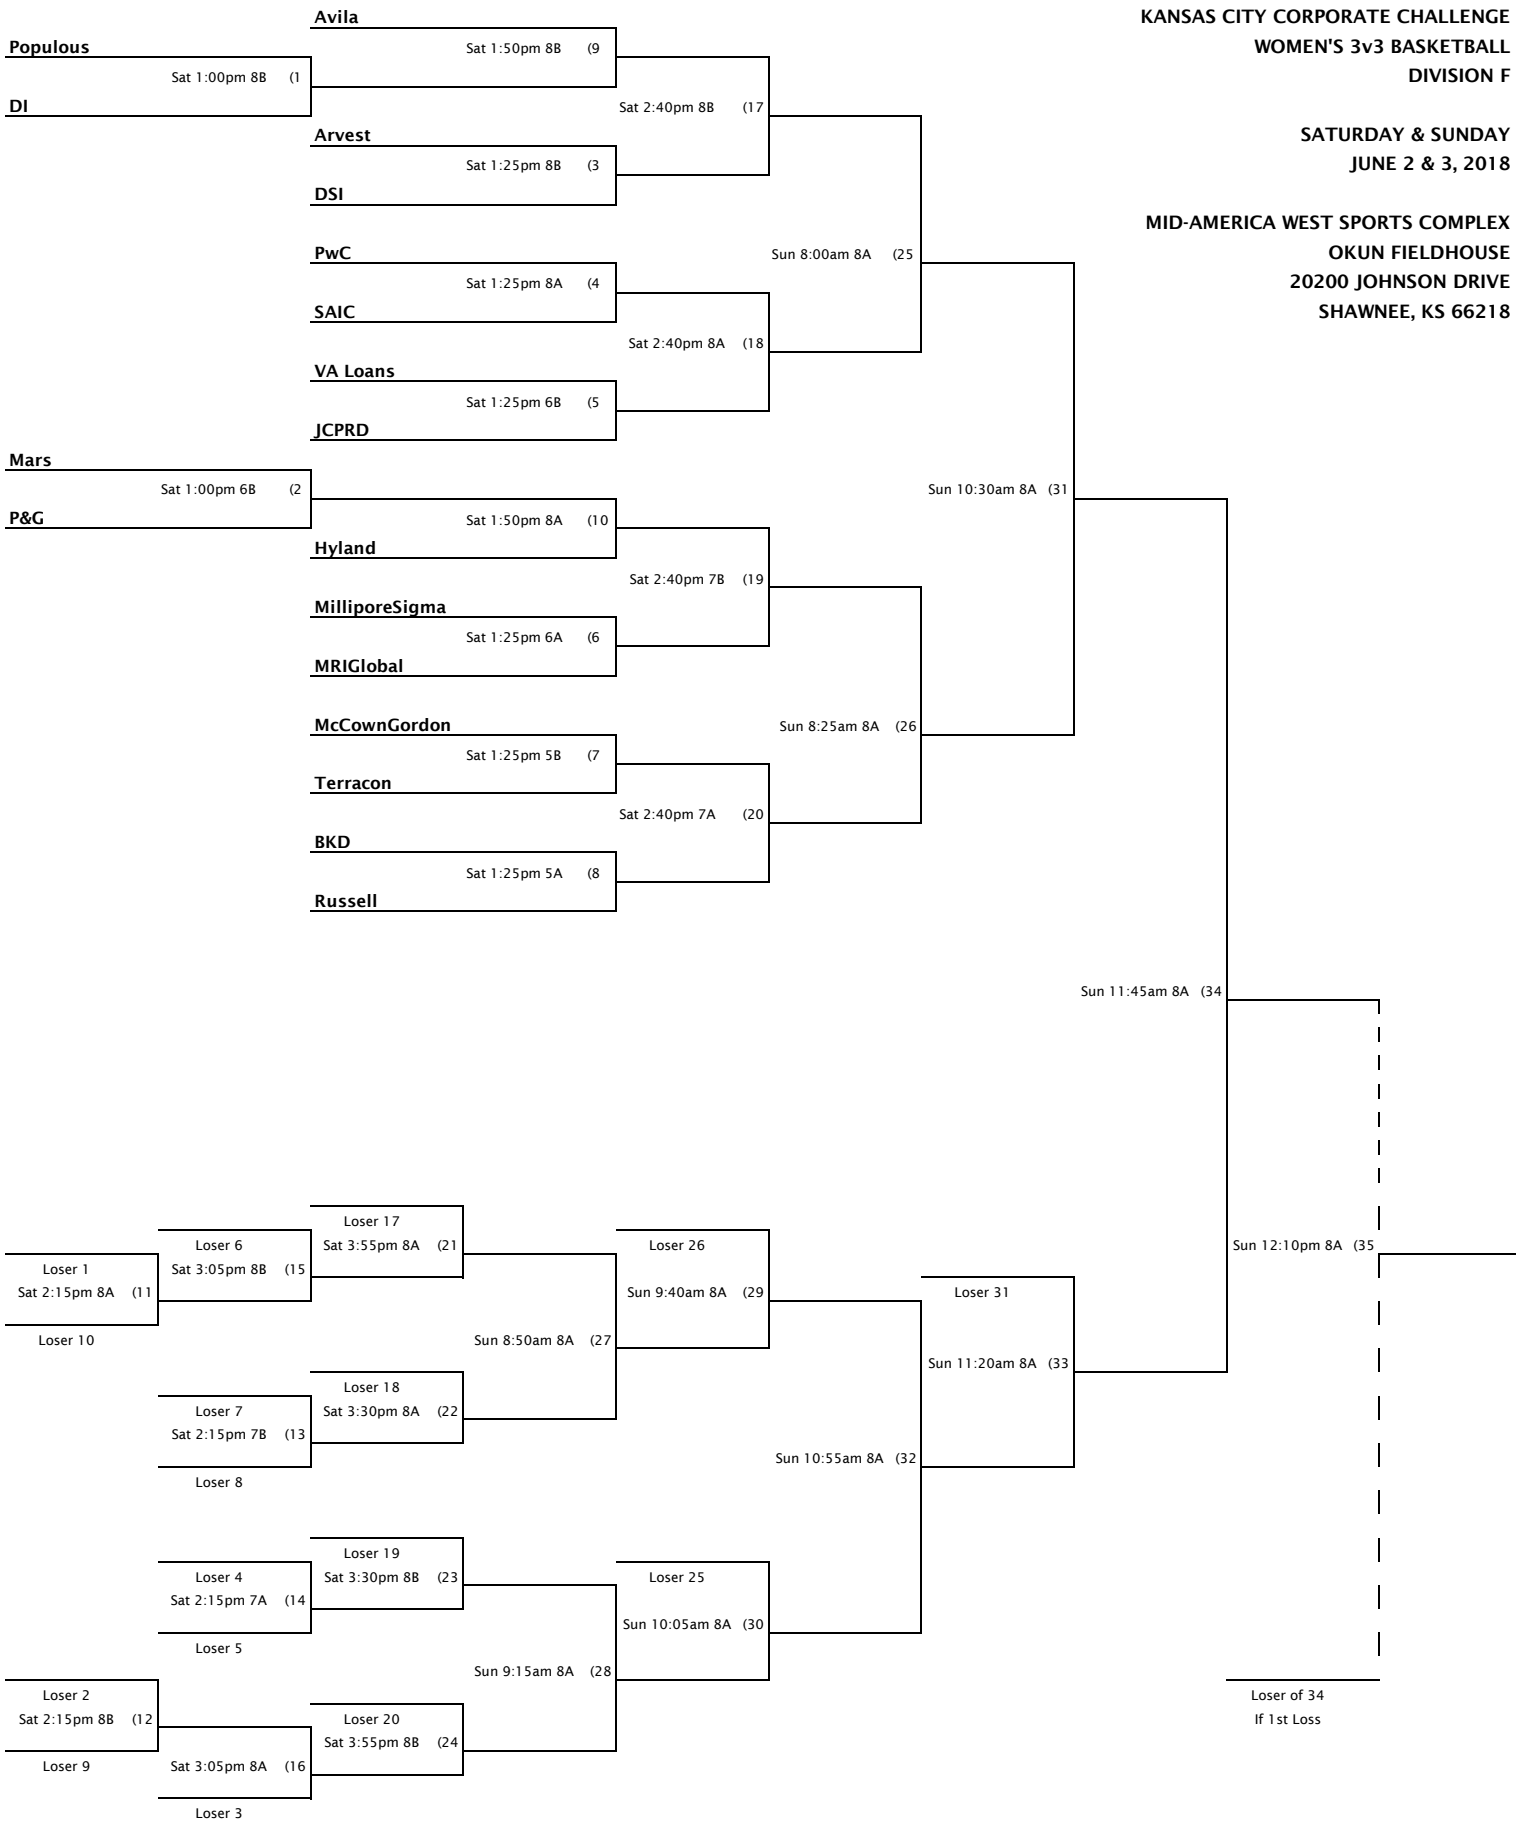 Avila
KANSAS CITY CORPORATE CHALLENGE
Populous
Sat 1:50pm 8B (9
WOMEN'S 3v3 BASKETBALL
Sat 1:00pm 8B (1
DIVISION F
DI
Sat 2:40pm 8B (17
Arvest
SATURDAY & SUNDAY
Sat 1:25pm 8B (3
JUNE 2 & 3, 2018
DSI
MID-AMERICA WEST SPORTS COMPLEX
PwC
Sun 8:00am 8A (25
OKUN FIELDHOUSE
Sat 1:25pm 8A (4
20200 JOHNSON DRIVE
SAIC
SHAWNEE, KS 66218
Sat 2:40pm 8A (18
VA Loans
Sat 1:25pm 6B (5
JCPRD
Mars
Sat 1:00pm 6B (2
Sun 10:30am 8A (31
P&G
Sat 1:50pm 8A (10
Hyland
Sat 2:40pm 7B (19
MilliporeSigma
Sat 1:25pm 6A (6
MRIGlobal
McCownGordon
Sun 8:25am 8A (26
Sat 1:25pm 5B (7
Terracon
Sat 2:40pm 7A (20
BKD
Sat 1:25pm 5A (8
Russell
Sun 11:45am 8A (34
Loser 17
Loser 6
Sat 3:55pm 8A (21
Loser 26
Sun 12:10pm 8A (35
Loser 1
Sat 3:05pm 8B (15
Sat 2:15pm 8A (11
Sun 9:40am 8A (29
Loser 31
Loser 10
Sun 8:50am 8A (27
Sun 11:20am 8A (33
Loser 18
Loser 7
Sat 3:30pm 8A (22
Sat 2:15pm 7B (13
Sun 10:55am 8A (32
Loser 8
Loser 19
Loser 4
Sat 3:30pm 8B (23
Loser 25
Sat 2:15pm 7A (14
Sun 10:05am 8A (30
Loser 5
Sun 9:15am 8A (28
Loser 2
Loser of 34
Sat 2:15pm 8B (12
Loser 20
If 1st Loss
Sat 3:55pm 8B (24
Loser 9
Sat 3:05pm 8A (16
Loser 3